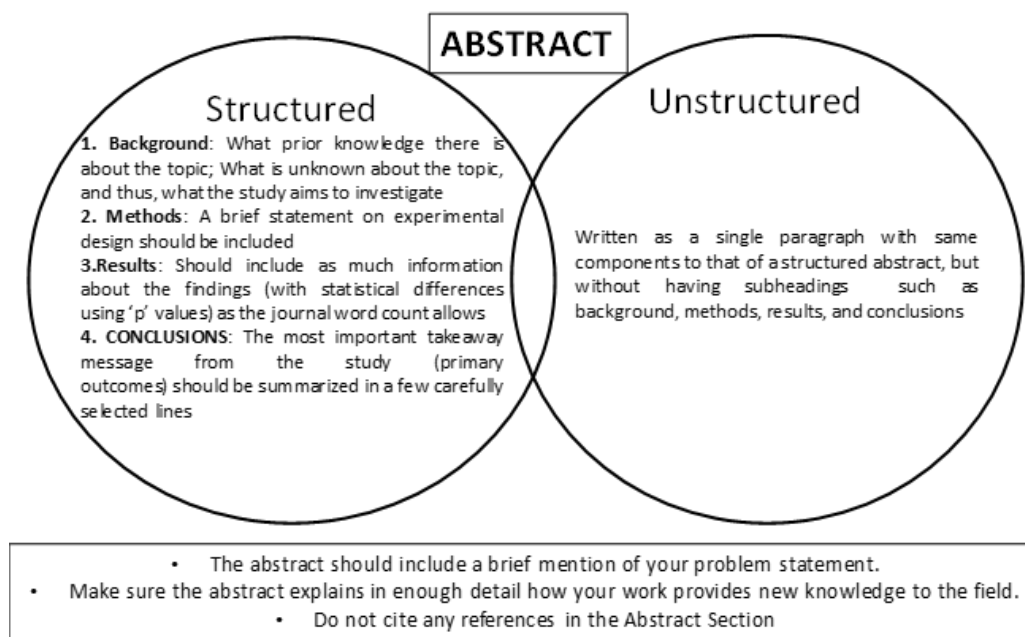 ABSTRACT
Structured
1. Background: What prior knowledge there is
about the topic; What is unknown about the topic,
and thus, what the study aims to investigate
2. Methods: A brief statement on experimental
design should be included
3.Results: Should include as much information
about the findings (with statistical differences
using ‘p’ values) as the journal word count allows
4. CONCLUSIONS: The most important takeaway
message from the study (primary
outcomes) should be summarized in a few carefully
selected lines
Unstructured
Written as a single paragraph with same
components to that of a structured abstract, but
without having subheadings such as
background, methods, results, and conclusions
• The abstract should include a brief mention of your problem statement.
• Make sure the abstract explains in enough detail how your work provides new knowledge to the field.
• Do not cite any references in the Abstract Section